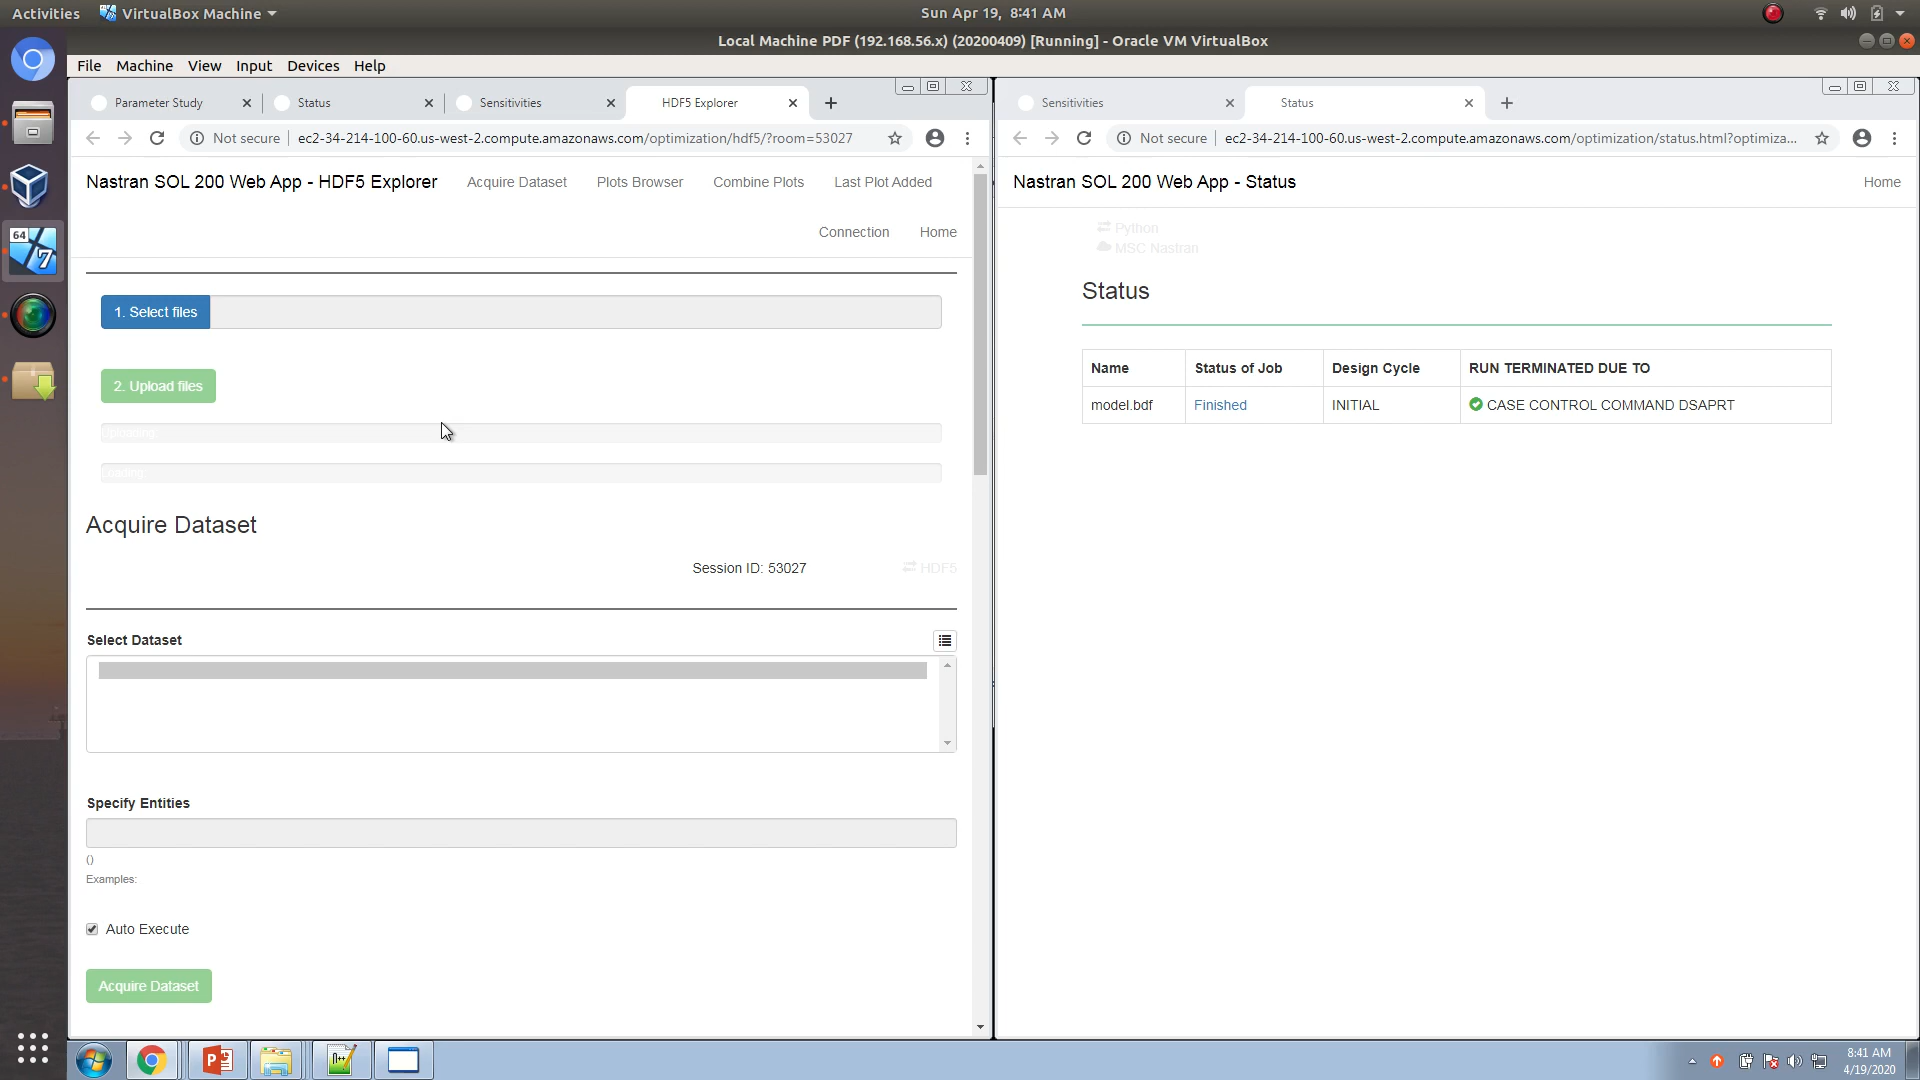 Activities VirtualBox Machine Sun Apr 19, 8:41 AM
Local Machine PDF (192.168.56.x) (20200409) [Running] - Oracle VM VirtualBox
File Machine View Input Devices Help
Parameter Study Status Sensitivities HDF5 Explorer
Not secure ec2-34-214-100-60.us-west-2.compute.amazonaws.com/optimization/hdf5/?room=53027
Nastran SOL 200 Web App - HDF5 Explorer Acquire Dataset Plots Browser Combine Plots Last Plot Added
Connection Home
1. Select files
2. Upload files
Uploading
Loading
Acquire Dataset
Session ID: 53027 HDF5
Select Dataset
Specify Entities
()
Examples:
Auto Execute
Acquire Dataset
Sensitivities Status
Not secure ec2-34-214-100-60.us-west-2.compute.amazonaws.com/optimization/status.html?optimiza...
Nastran SOL 200 Web App - Status Home
Python
MSC Nastran
Status
Name Status of Job Design Cycle RUN TERMINATED DUE TO
model.bdf Finished INITIAL CASE CONTROL COMMAND DSAPRT
64
7
8:41 AM
4/19/2020